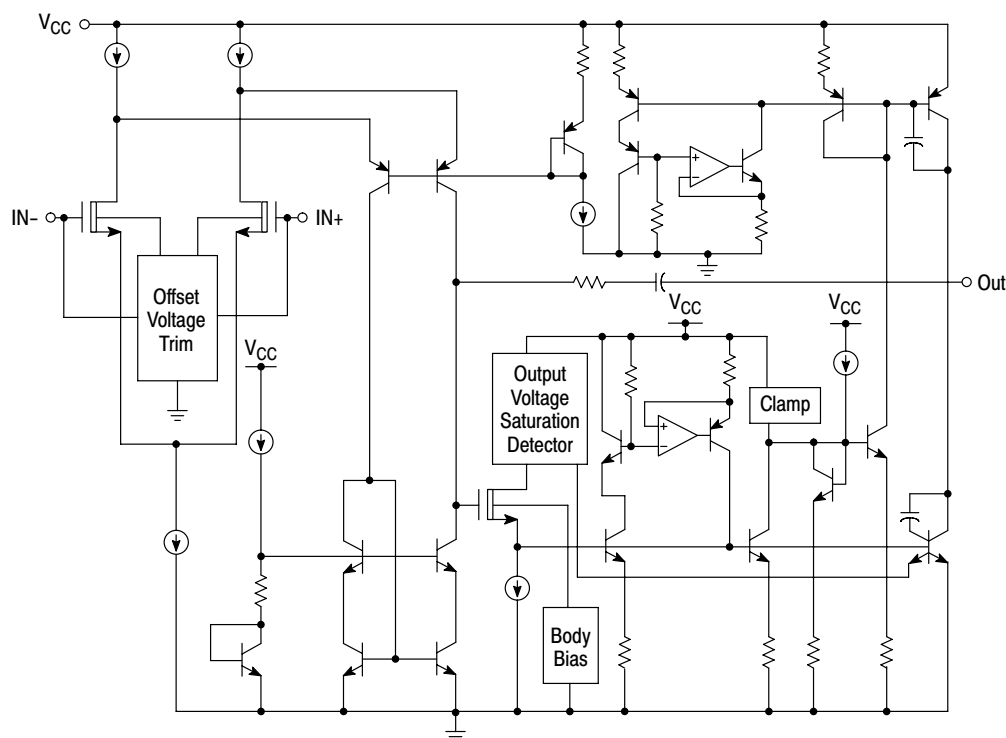 VCC
IN-
IN+
Offset
Voltage
Trim
+
-
Out
VCC
VCC
VCC
Output
Voltage
Saturation
Detector
+
-
Clamp
Body
Bias